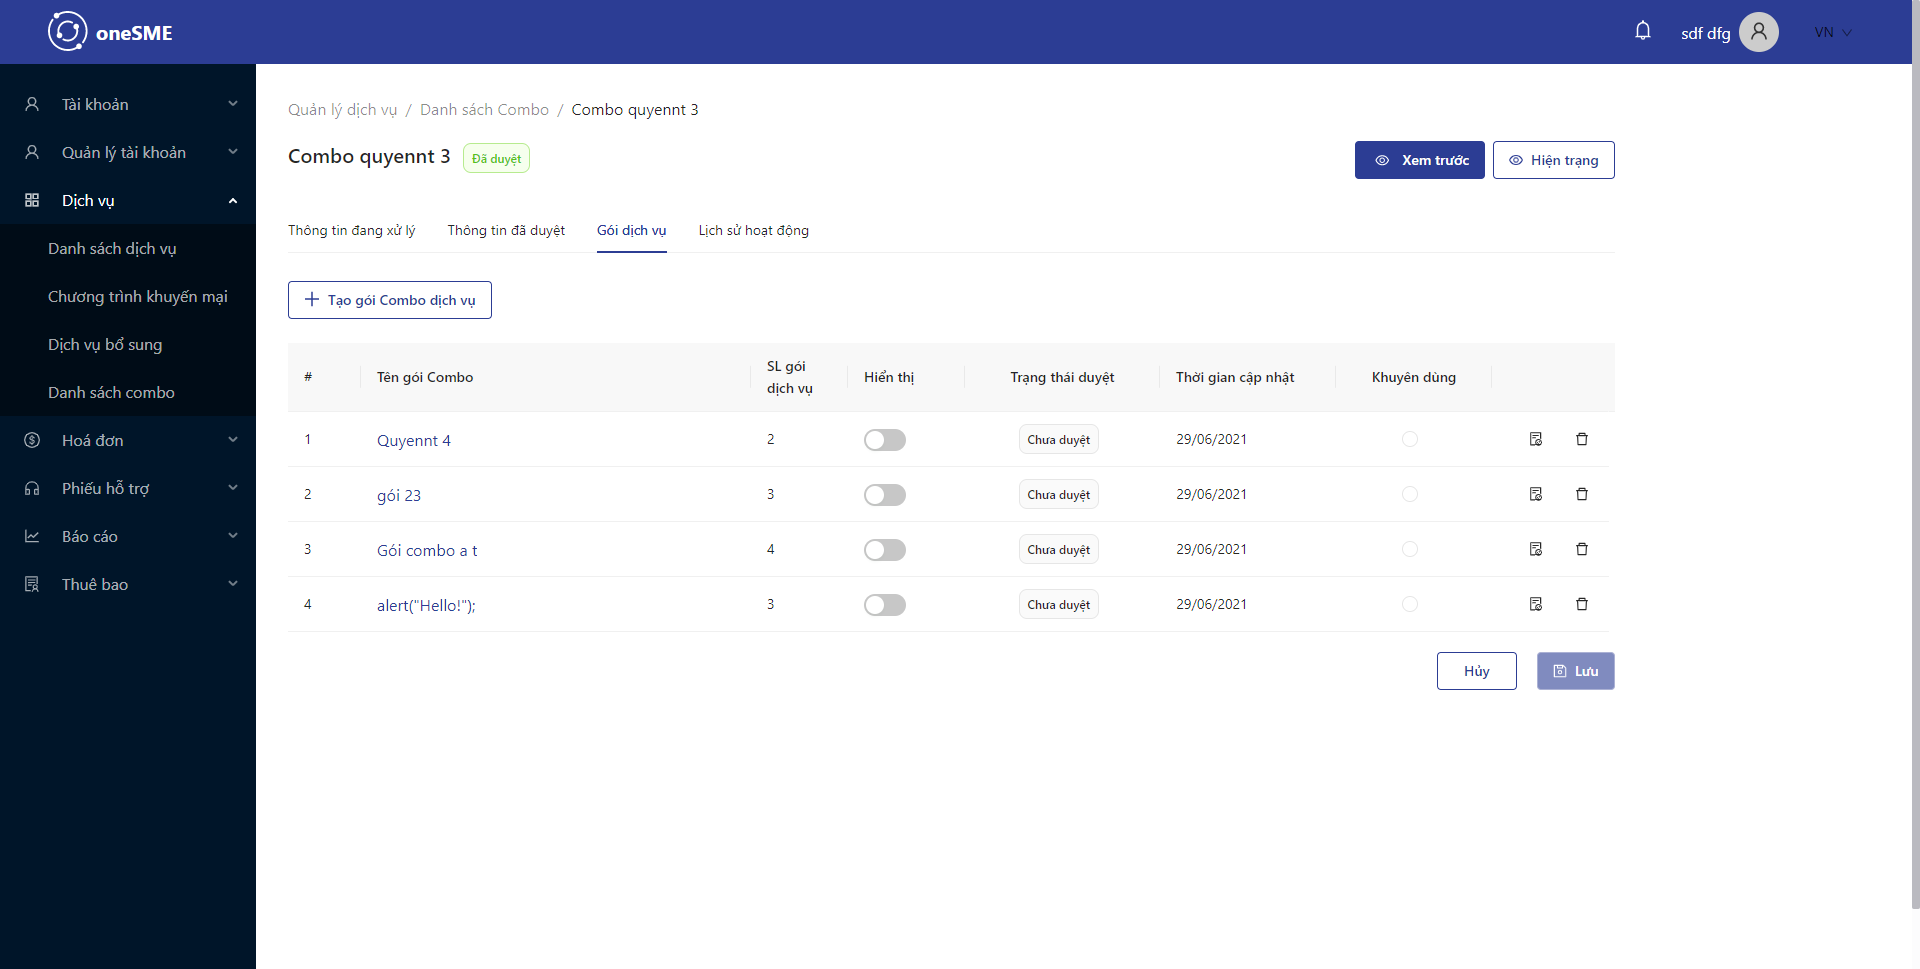 oneSME
sdf dfg
VN
Tài khoản
Quản lý tài khoản
Dịch vụ
Danh sách dịch vụ
Chương trình khuyến mại
Dịch vụ bổ sung
Danh sách combo
Hoá đơn
Phiếu hỗ trợ
Báo cáo
Thuê bao
Quản lý dịch vụ / Danh sách Combo / Combo quyennt 3
Combo quyennt 3 Đã duyệt
Xem trước Hiện trạng
Thông tin đang xử lý Thông tin đã duyệt Gói dịch vụ Lịch sử hoạt động
Tạo gói Combo dịch vụ
# Tên gói Combo SL gói dịch vụ Hiển thị Trạng thái duyệt Thời gian cập nhật Khuyên dùng
1 Quyennt 4 2 Chưa duyệt 29/06/2021
2 gói 23 3 Chưa duyệt 29/06/2021
3 Gói combo a t 4 Chưa duyệt 29/06/2021
4 alert("Hello!"); 3 Chưa duyệt 29/06/2021
Hủy Lưu